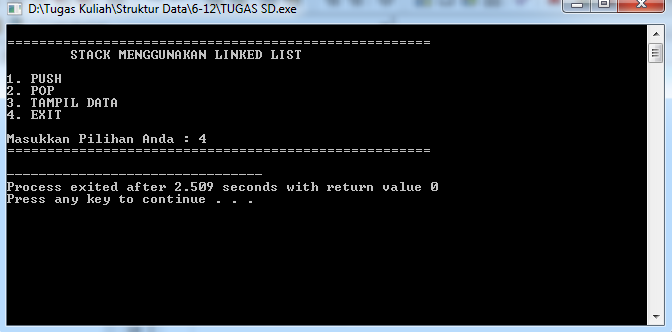 D:\Tugas Kuliah\Struktur Data\6-12\TUGAS SD.exe
=====================================================
STACK MENGGUNAKAN LINKED LIST
1. PUSH
2. POP
3. TAMPIL DATA
4. EXIT
Masukkan Pilihan Anda : 4
=====================================================
--------------------------------
Process exited after 2.509 seconds with return value 0
Press any key to continue . . .